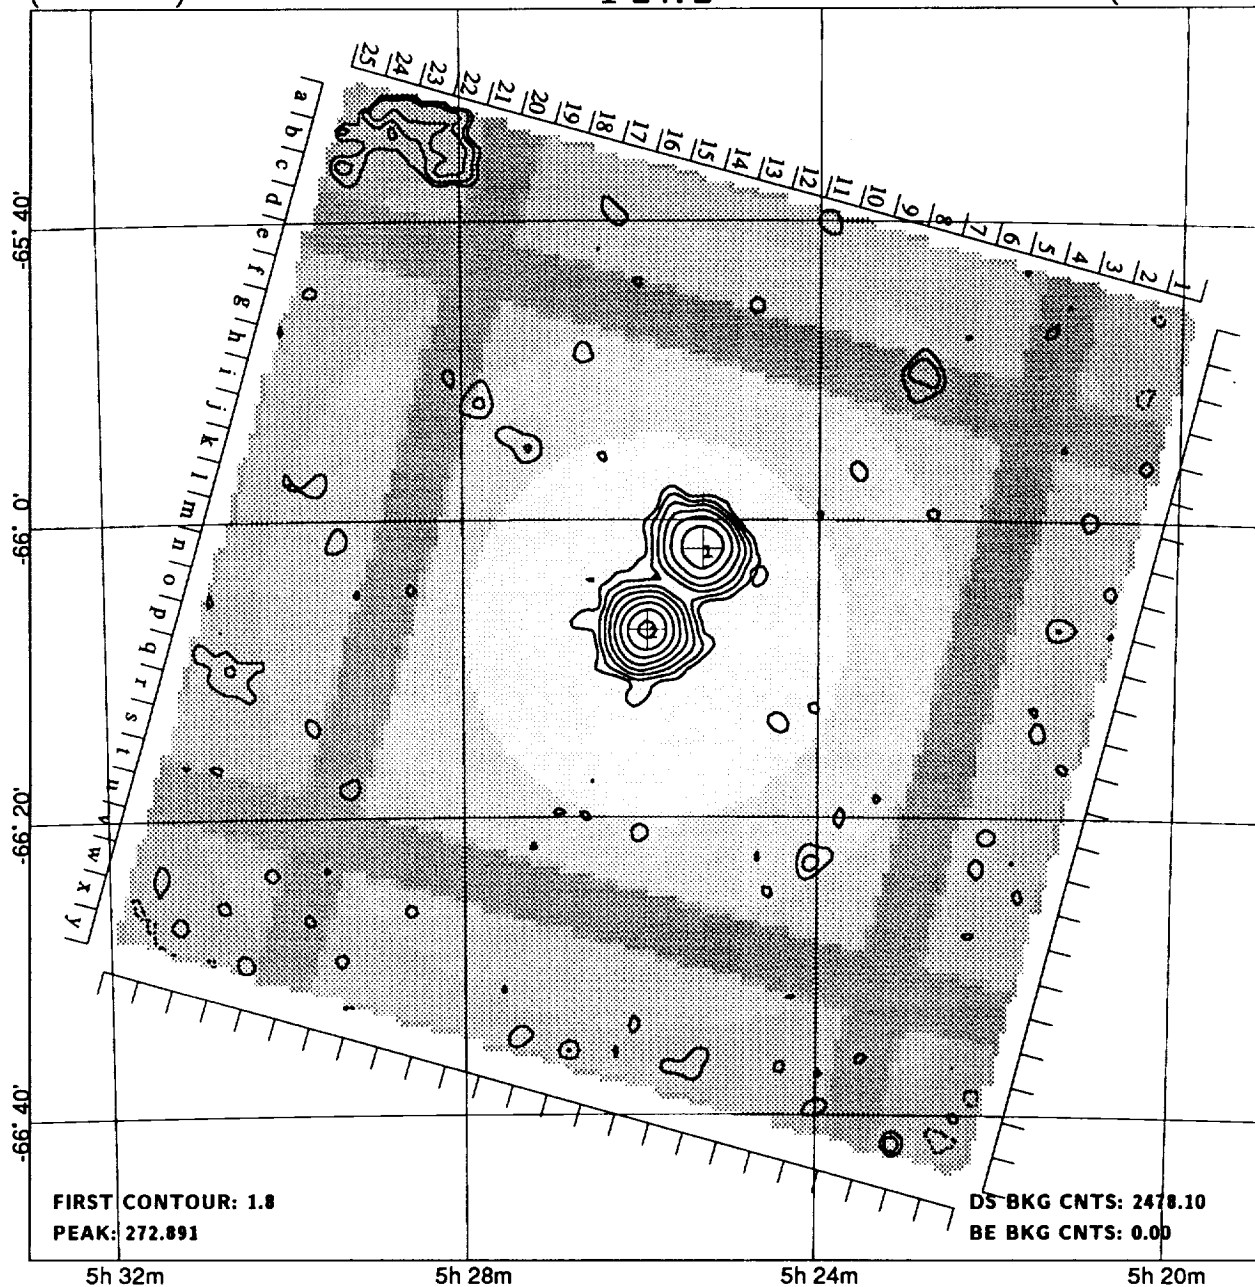 25 24 23 22 21 20 19 18 17 16 15 14 13 12 11 10 9 8 7 6 5 4 3 2 1
a b c d e f g h i j k l m n o p q r s t u v w x y
-65° 40'
-66° 0'
-66° 20'
-66° 40'
1
2
FIRST CONTOUR: 1.8
PEAK: 272.891
DS BKG CNTS: 2478.10
BE BKG CNTS: 0.00
5h 32m 5h 28m 5h 24m 5h 20m